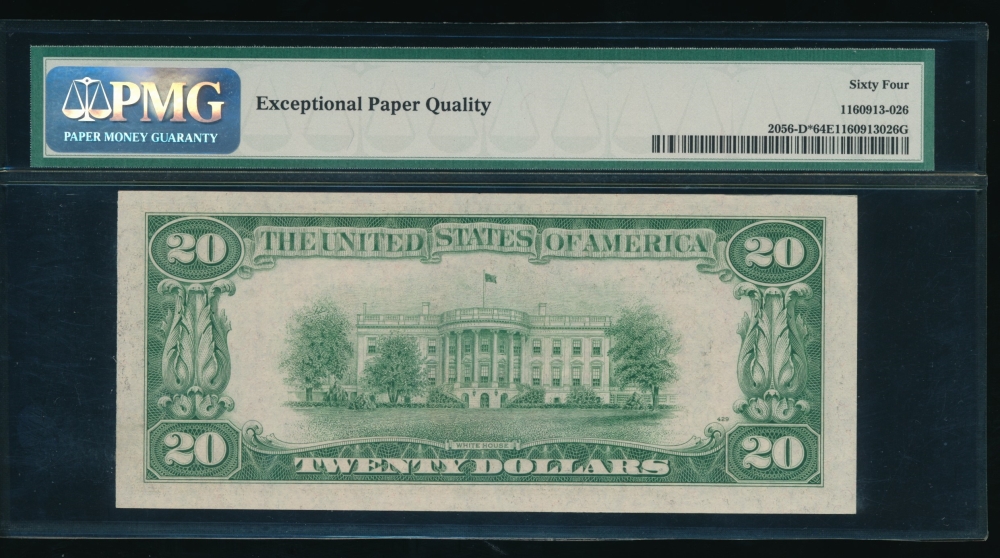 PMG
PAPER MONEY GUARANTY
Exceptional Paper Quality
Sixty Four
1160913-026
2056-D*64E1160913026G
20 THE UNITED STATES OF AMERICA 20
429
WHITE HOUSE
20 TWENTY DOLLARS 20